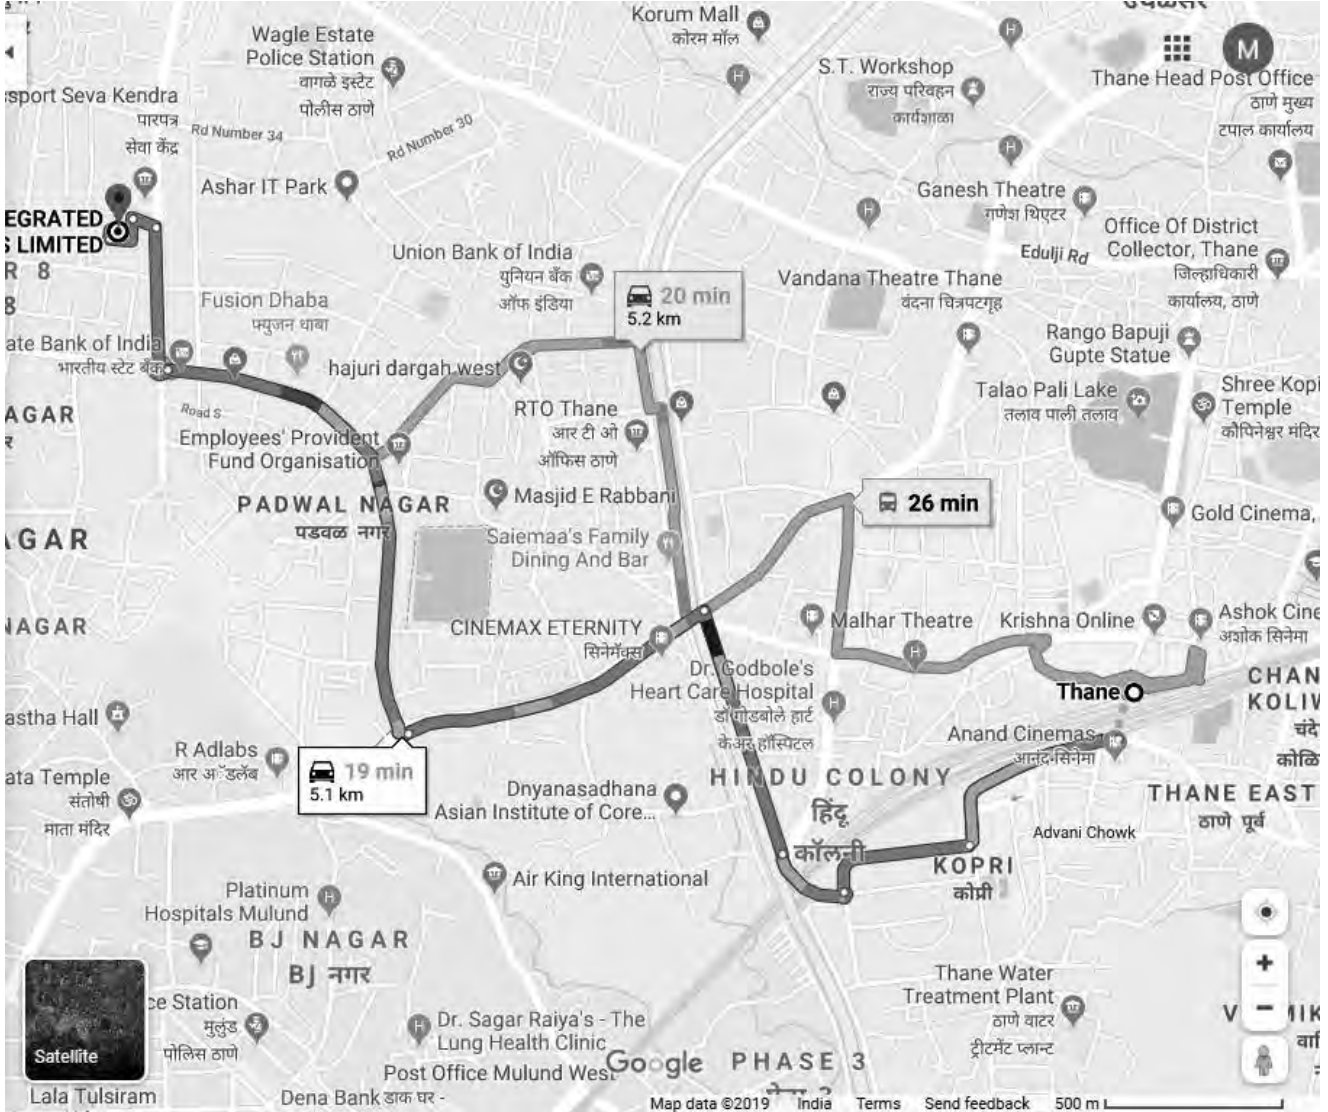 Korum Mall
कोरम मॉल
Wagle Estate
Police Station
वागळे इस्टेट
पोलीस ठाणे
M
S.T. Workshop
राज्य परिवहन
कार्यशाळा
Thane Head Post Office
ठाणे मुख्य
टपाल कार्यालय
sport Seva Kendra
पारपत्र
सेवा केंद्र
Rd Number 34
Rd Number 30
Ashar IT Park
Ganesh Theatre
गणेश थिएटर
Office Of District
Collector, Thane
जिल्हाधिकारी
कार्यालय, ठाणे
Edulji Rd
EGRATED
S LIMITED
R 8
8
Union Bank of India
युनियन बँक
ऑफ इंडिया
20 min
5.2 km
Vandana Theatre Thane
वंदना चित्रपटगृह
Fusion Dhaba
फ्युजन धाबा
ate Bank of India
भारतीय स्टेट बँक
hajuri dargah west
Rango Bapuji
Gupte Statue
Talao Pali Lake
तलाव पाली तलाव
Shree Kopi
Temple
कौपिनेश्वर मंदिर
AGAR
Road S
RTO Thane
आर टी ओ
ऑफिस ठाणे
Employees' Provident
Fund Organisation
PADWAL NAGAR
पडवळ नगर
Masjid E Rabbani
26 min
Gold Cinema,
AGAR
Saiemaa's Family
Dining And Bar
NAGAR
CINEMAX ETERNITY
सिनेमॅक्स
Malhar Theatre
Krishna Online
Ashok Cine
अशोक सिनेमा
Dr. Godbole's
Heart Care Hospital
डॉ गोडबोले हार्ट
केअर हॉस्पिटल
Thane
CHAN
KOLIW
चंदे
कोळि
astha Hall
R Adlabs
आर अॅडलॅब
Anand Cinemas
आनंद सिनेमा
19 min
5.1 km
ata Temple
संतोषी
माता मंदिर
Dnyanasadhana
Asian Institute of Core...
HINDU COLONY
हिंदू
कॉलनी
THANE EAST
ठाणे पूर्व
Advani Chowk
KOPRI
कोप्री
Air King International
Platinum
Hospitals Mulund
BJ NAGAR
BJ नगर
Thane Water
Treatment Plant
ठाणे वाटर
ट्रीटमेंट प्लान्ट
ce Station
मुलुंड
पोलिस ठाणे
Satellite
Dr. Sagar Raiya's - The
Lung Health Clinic
Google
PHASE 3
Post Office Mulund West
Lala Tulsiram
Dena Bank डाक घर -
Map data ©2019 India Terms Send feedback 500 m